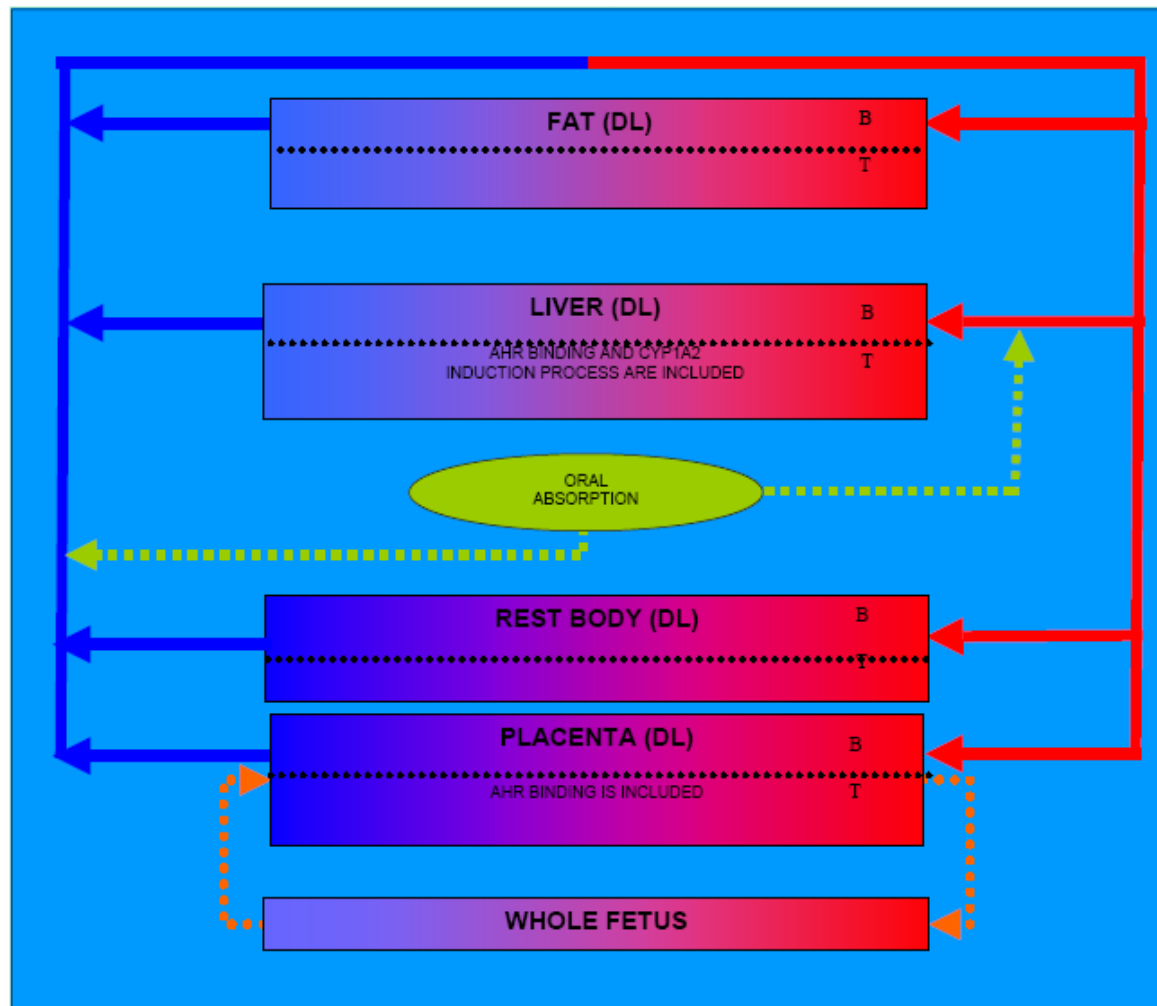 FAT (DL)
B
T
LIVER (DL)
B
AHR BINDING AND CYP1A2
INDUCTION PROCESS ARE INCLUDED
T
ORAL
ABSORPTION
REST BODY (DL)
B
T
PLACENTA (DL)
B
AHR BINDING IS INCLUDED
T
WHOLE FETUS